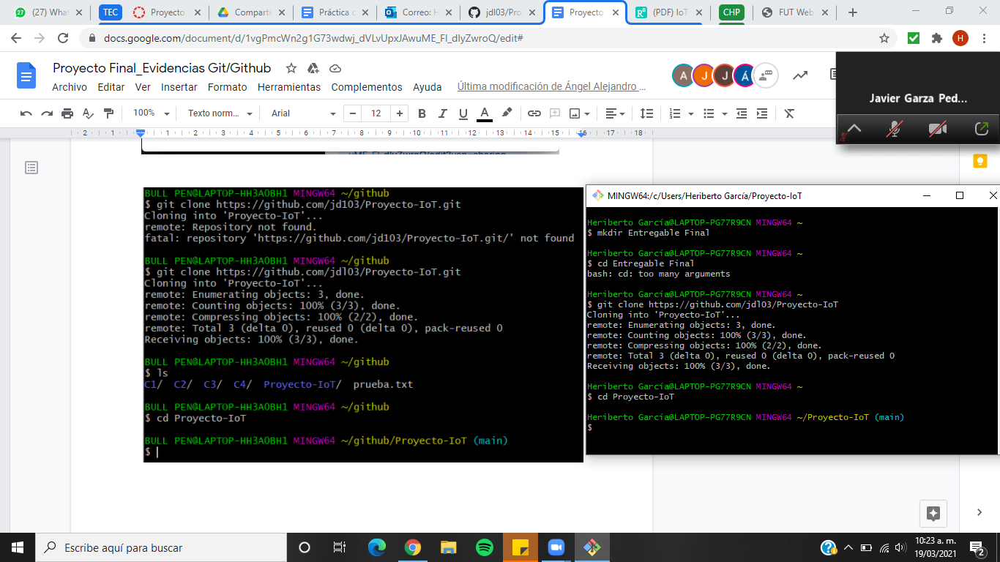 (27) What
TEC
Proyecto
Comparti
Práctica c
Correo: H
jdl03/Pro
Proyecto
(PDF) IoT
CHP
FUT Web
docs.google.com/document/d/1vgPmcWn2g1G73wdwj_dVLvUpxJAwuME_FI_dIyZwroQ/edit#
H
Proyecto Final_Evidencias Git/Github
Archivo Editar Ver Insertar Formato Herramientas Complementos Ayuda Última modificación de Ángel Alejandro ...
A J J Á
Javier Garza Ped...
100% Texto norm... Arial 12 B I U A
2 1 1 2 3 4 5 6 7 8 9 10 11 12 13 14 15 16 17 18
BULL PEN@LAPTOP-HH3AOBH1 MINGW64 ~/github
$ git clone https://github.com/jd103/Proyecto-IoT.git
Cloning into 'Proyecto-IoT'...
remote: Repository not found.
fatal: repository 'https://github.com/jd103/Proyecto-IoT.git/' not found
BULL PEN@LAPTOP-HH3AOBH1 MINGW64 ~/github
$ git clone https://github.com/jdl03/Proyecto-IoT.git
Cloning into 'Proyecto-IoT'...
remote: Enumerating objects: 3, done.
remote: Counting objects: 100% (3/3), done.
remote: Compressing objects: 100% (2/2), done.
remote: Total 3 (delta 0), reused 0 (delta 0), pack-reused 0
Receiving objects: 100% (3/3), done.
BULL PEN@LAPTOP-HH3AOBH1 MINGW64 ~/github
$ ls
C1/ C2/ C3/ C4/ Proyecto-IoT/ prueba.txt
BULL PEN@LAPTOP-HH3AOBH1 MINGW64 ~/github
$ cd Proyecto-IoT
BULL PEN@LAPTOP-HH3AOBH1 MINGW64 ~/github/Proyecto-IoT (main)
$
MINGW64:/c/Users/Heriberto García/Proyecto-IoT
Heriberto García@LAPTOP-PG77R9CN MINGW64 ~
$ mkdir Entregable Final
Heriberto García@LAPTOP-PG77R9CN MINGW64 ~
$ cd Entregable Final
bash: cd: too many arguments
Heriberto García@LAPTOP-PG77R9CN MINGW64 ~
$ git clone https://github.com/jdl03/Proyecto-IoT
Cloning into 'Proyecto-IoT'...
remote: Enumerating objects: 3, done.
remote: Counting objects: 100% (3/3), done.
remote: Compressing objects: 100% (2/2), done.
remote: Total 3 (delta 0), reused 0 (delta 0), pack-reused 0
Receiving objects: 100% (3/3), done.
Heriberto García@LAPTOP-PG77R9CN MINGW64 ~
$ cd Proyecto-IoT
Heriberto García@LAPTOP-PG77R9CN MINGW64 ~/Proyecto-IoT (main)
$
Escribe aquí para buscar
10:23 a. m.
19/03/2021
2